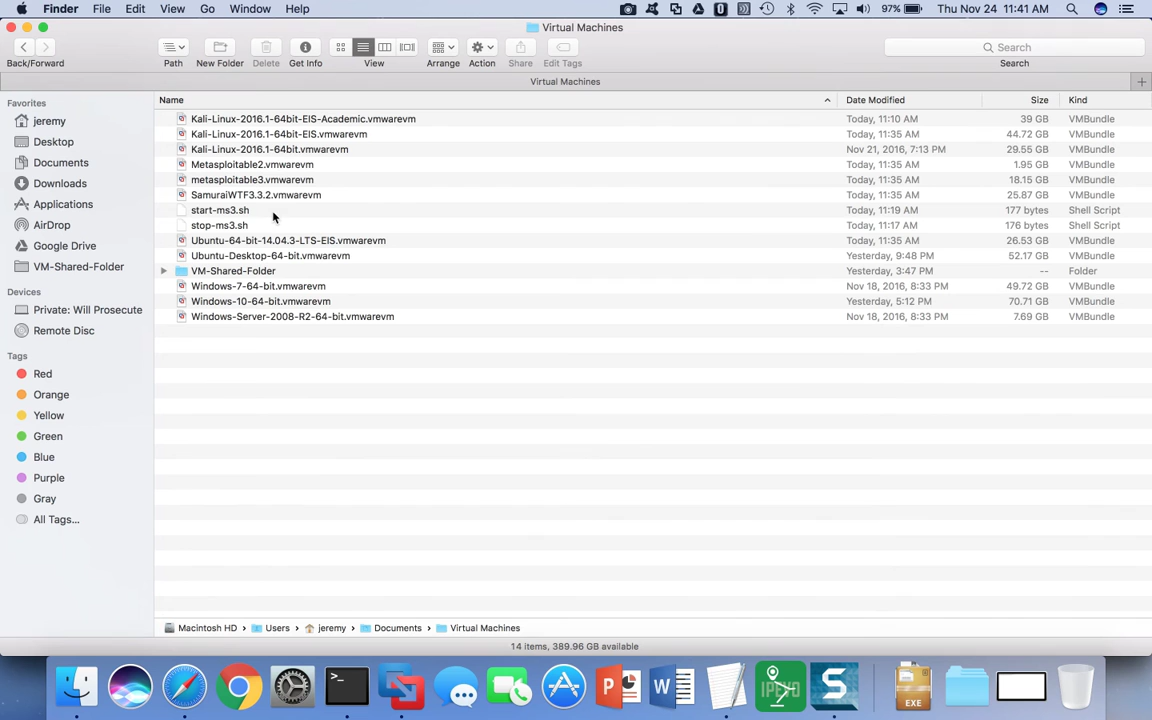 Finder File Edit View Go Window Help 97% Thu Nov 24 11:41 AM
Virtual Machines
Back/Forward Path New Folder Delete Get Info View Arrange Action Share Edit Tags Search
Search
Virtual Machines
Name Date Modified Size Kind
Favorites
jeremy
Desktop
Documents
Downloads
Applications
AirDrop
Google Drive
VM-Shared-Folder
Devices
Private: Will Prosecute
Remote Disc
Tags
Red
Orange
Yellow
Green
Blue
Purple
Gray
All Tags...
Kali-Linux-2016.1-64bit-EIS-Academic.vmwarevm Today, 11:10 AM 39 GB VMBundle
Kali-Linux-2016.1-64bit-EIS.vmwarevm Today, 11:35 AM 44.72 GB VMBundle
Kali-Linux-2016.1-64bit.vmwarevm Nov 21, 2016, 7:13 PM 29.55 GB VMBundle
Metasploitable2.vmwarevm Today, 11:35 AM 1.95 GB VMBundle
metasploitable3.vmwarevm Today, 11:35 AM 18.15 GB VMBundle
SamuraiWTF3.3.2.vmwarevm Today, 11:35 AM 25.87 GB VMBundle
start-ms3.sh Today, 11:19 AM 177 bytes Shell Script
stop-ms3.sh Today, 11:17 AM 176 bytes Shell Script
Ubuntu-64-bit-14.04.3-LTS-EIS.vmwarevm Today, 11:35 AM 26.53 GB VMBundle
Ubuntu-Desktop-64-bit.vmwarevm Yesterday, 9:48 PM 52.17 GB VMBundle
VM-Shared-Folder Yesterday, 3:47 PM -- Folder
Windows-7-64-bit.vmwarevm Nov 18, 2016, 8:33 PM 49.72 GB VMBundle
Windows-10-64-bit.vmwarevm Yesterday, 5:12 PM 70.71 GB VMBundle
Windows-Server-2008-R2-64-bit.vmwarevm Nov 18, 2016, 8:33 PM 7.69 GB VMBundle
Macintosh HD › Users › jeremy › Documents › Virtual Machines
14 items, 389.96 GB available
>_
P
W
IPEVO
S
EXE